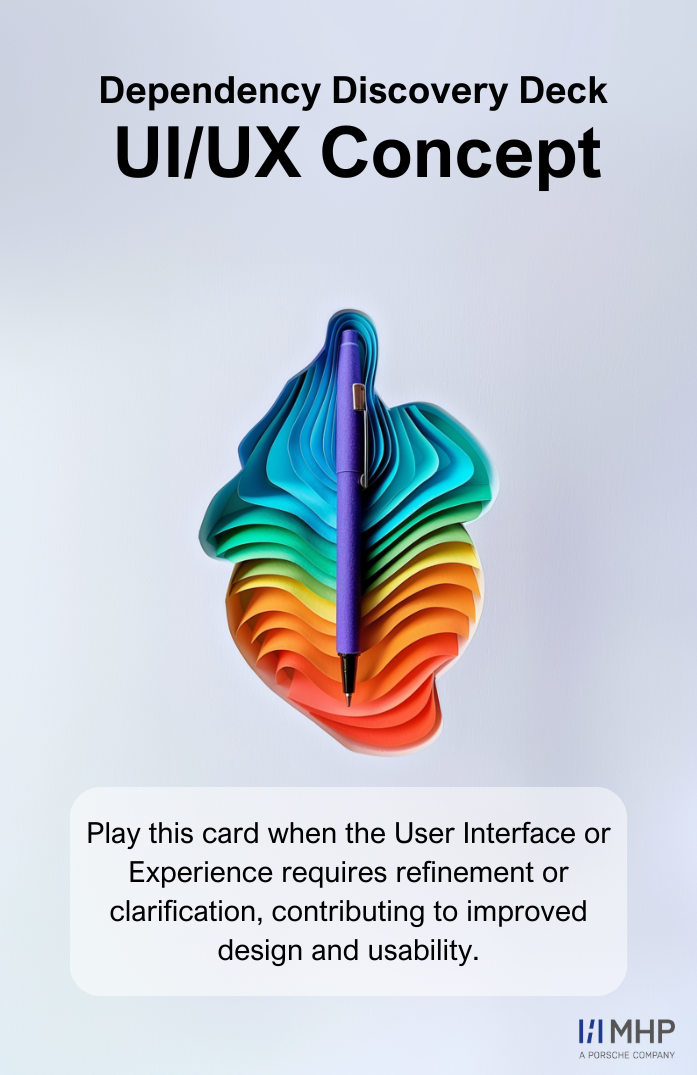 Dependency Discovery Deck
UI/UX Concept
Play this card when the User Interface or
Experience requires refinement or
clarification, contributing to improved
design and usability.
MHP
A PORSCHE COMPANY